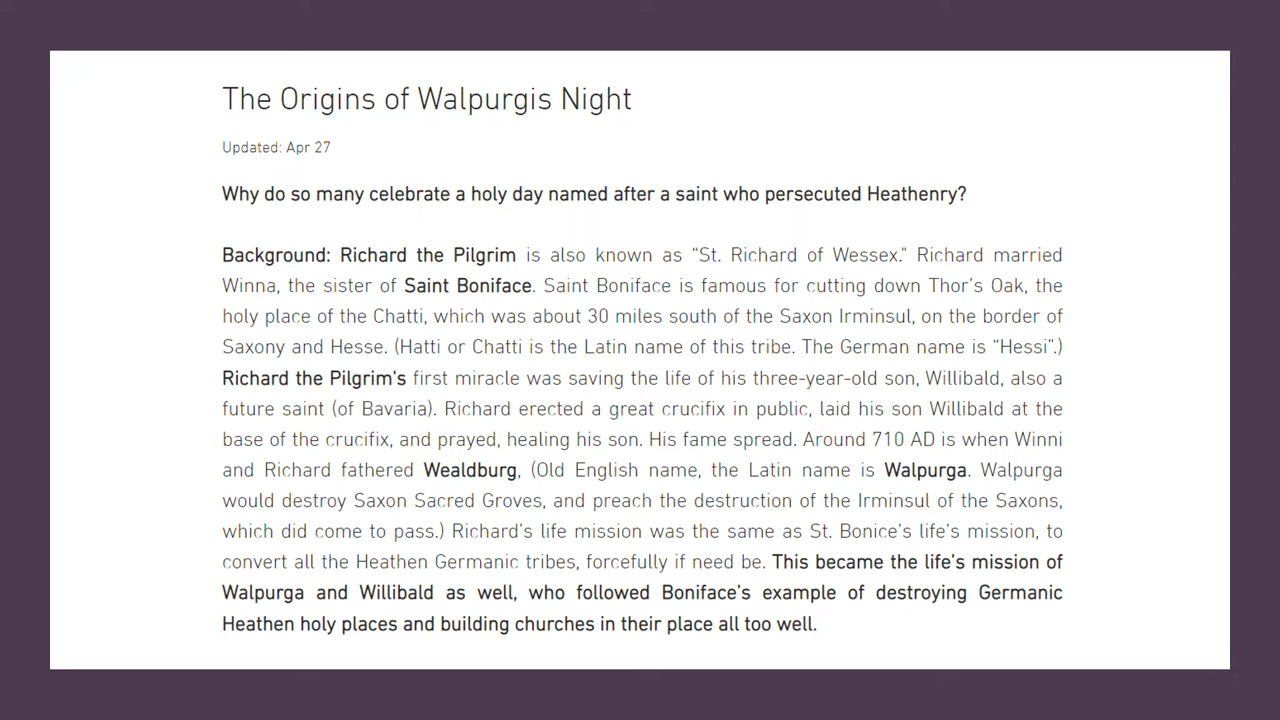 The Origins of Walpurgis Night
Updated: Apr 27
Why do so many celebrate a holy day named after a saint who persecuted Heathenry?
Background: Richard the Pilgrim is also known as “St. Richard of Wessex." Richard married
Winna, the sister of Saint Boniface. Saint Boniface is famous for cutting down Thor's Oak, the
holy place of the Chatti, which was about 30 miles south of the Saxon Irminsul, on the border of
Saxony and Hesse. (Hatti or Chatti is the Latin name of this tribe. The German name is “Hessi”.)
Richard the Pilgrim's first miracle was saving the life of his three-year-old son, Willibald, also a
future saint (of Bavaria). Richard erected a great crucifix in public, laid his son Willibald at the
base of the crucifix, and prayed, healing his son. His fame spread. Around 710 AD is when Winni
and Richard fathered Wealdburg, (Old English name, the Latin name is Walpurga. Walpurga
would destroy Saxon Sacred Groves, and preach the destruction of the Irminsul of the Saxons,
which did come to pass.) Richard's life mission was the same as St. Bonice's life's mission, to
convert all the Heathen Germanic tribes, forcefully if need be. This became the life's mission of
Walpurga and Willibald as well, who followed Boniface's example of destroying Germanic
Heathen holy places and building churches in their place all too well.